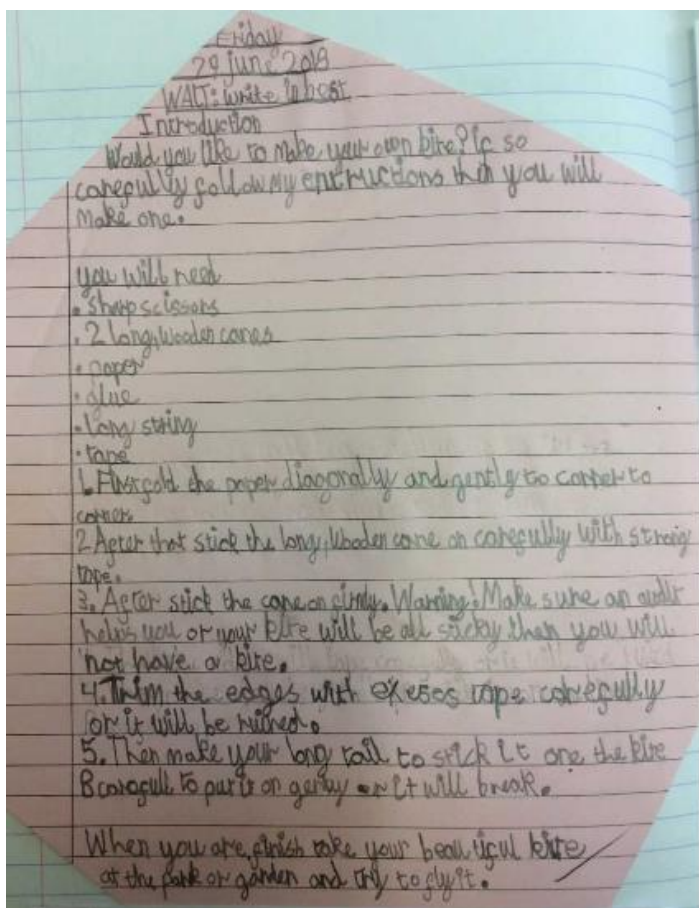 Friday
29 june 2018
WALT: write in best
Introduction
Would you like to make your own kite? If so
carefully follow my entructions then you will
make one.
you will need
• sharp scissors
• 2 long, wooden canes
• paper
• glue
• long string
• tape
1. First fold the paper diagonally and gently to corner to
corners
2. After that stick the long, wooden cane on carefully with strong
tape.
3. After stick the cane on firmly. Warning! Make sure an adult
helps you or your kite will be all sticky then you will
not have a kite.
4. Trim the edges with exeses tape carefully
or it will be ruined.
5. Then make your long tail to stick it one the kite
B carefull to put it on gentley or it will break.
When you are finish take your beautiful kite
at the park or garden and try to fly it.